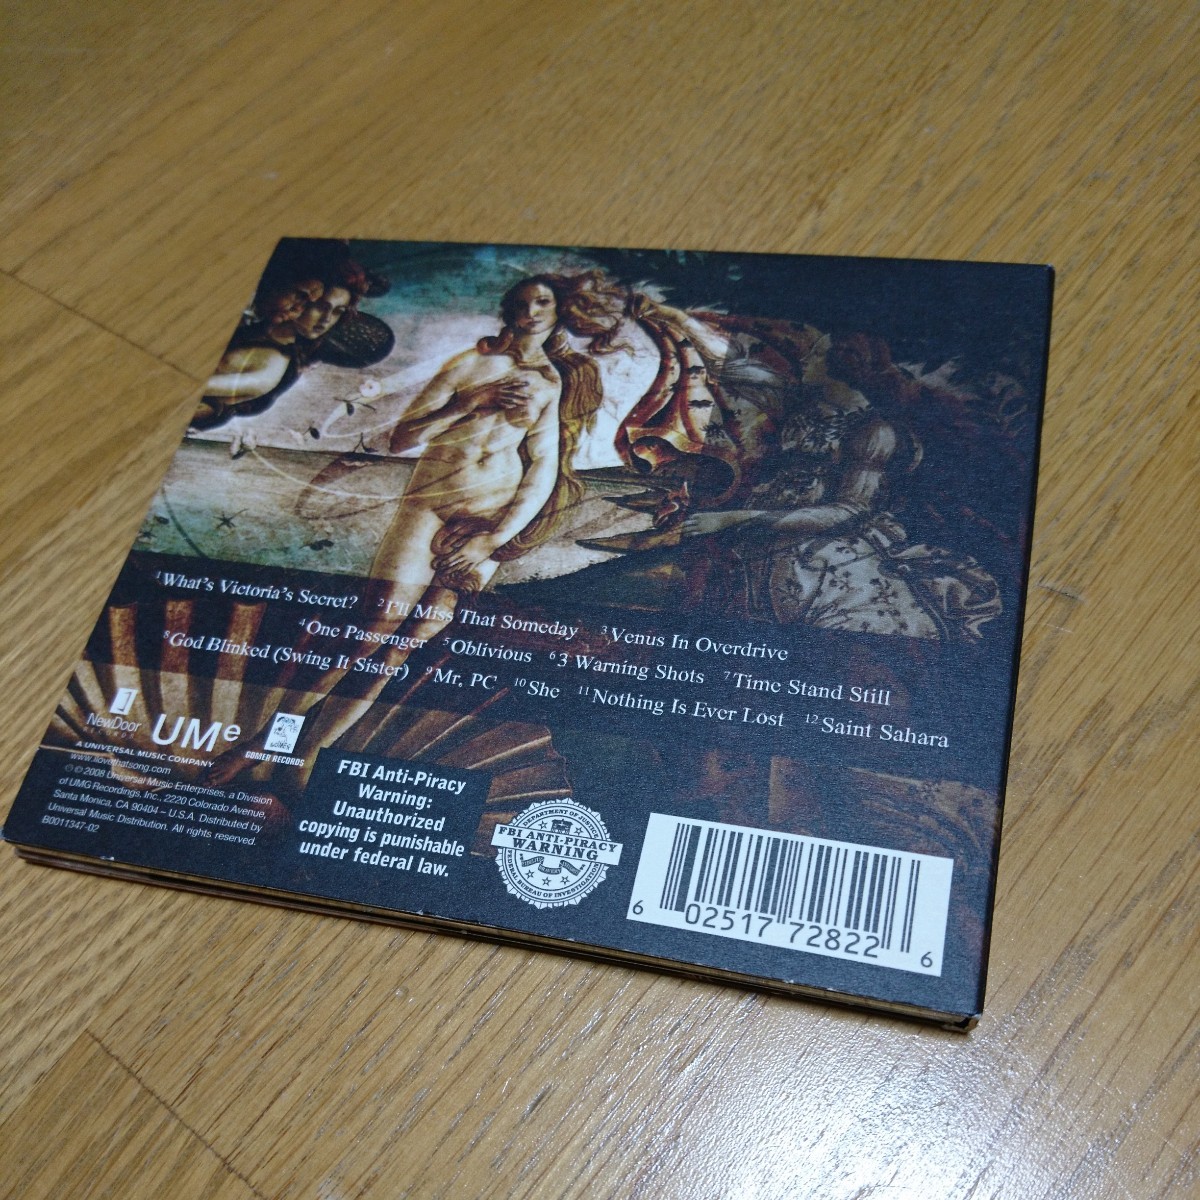 1 What's Victoria's Secret? 2 I'll Miss That Someday 3 Venus In Overdrive
4 One Passenger 5 Oblivious 6 3 Warning Shots 7 Time Stand Still
8 God Blinked (Swing It Sister) 9 Mr. PC 10 She 11 Nothing Is Ever Lost 12 Saint Sahara
NewDoor
RECORDS
UMe
GOMER RECORDS
A UNIVERSAL MUSIC COMPANY
www.ilovethatsong.com
℗ © 2008 Universal Music Enterprises, a Division
of UMG Recordings, Inc., 2220 Colorado Avenue,
Santa Monica, CA 90404 – U.S.A. Distributed by
Universal Music Distribution. All rights reserved.
B0011347-02
FBI Anti-Piracy
Warning:
Unauthorized
copying is punishable
under federal law.
DEPARTMENT OF JUSTICE
FBI ANTI-PIRACY
WARNING
FEDERAL BUREAU OF INVESTIGATION
6 02517 72822 6